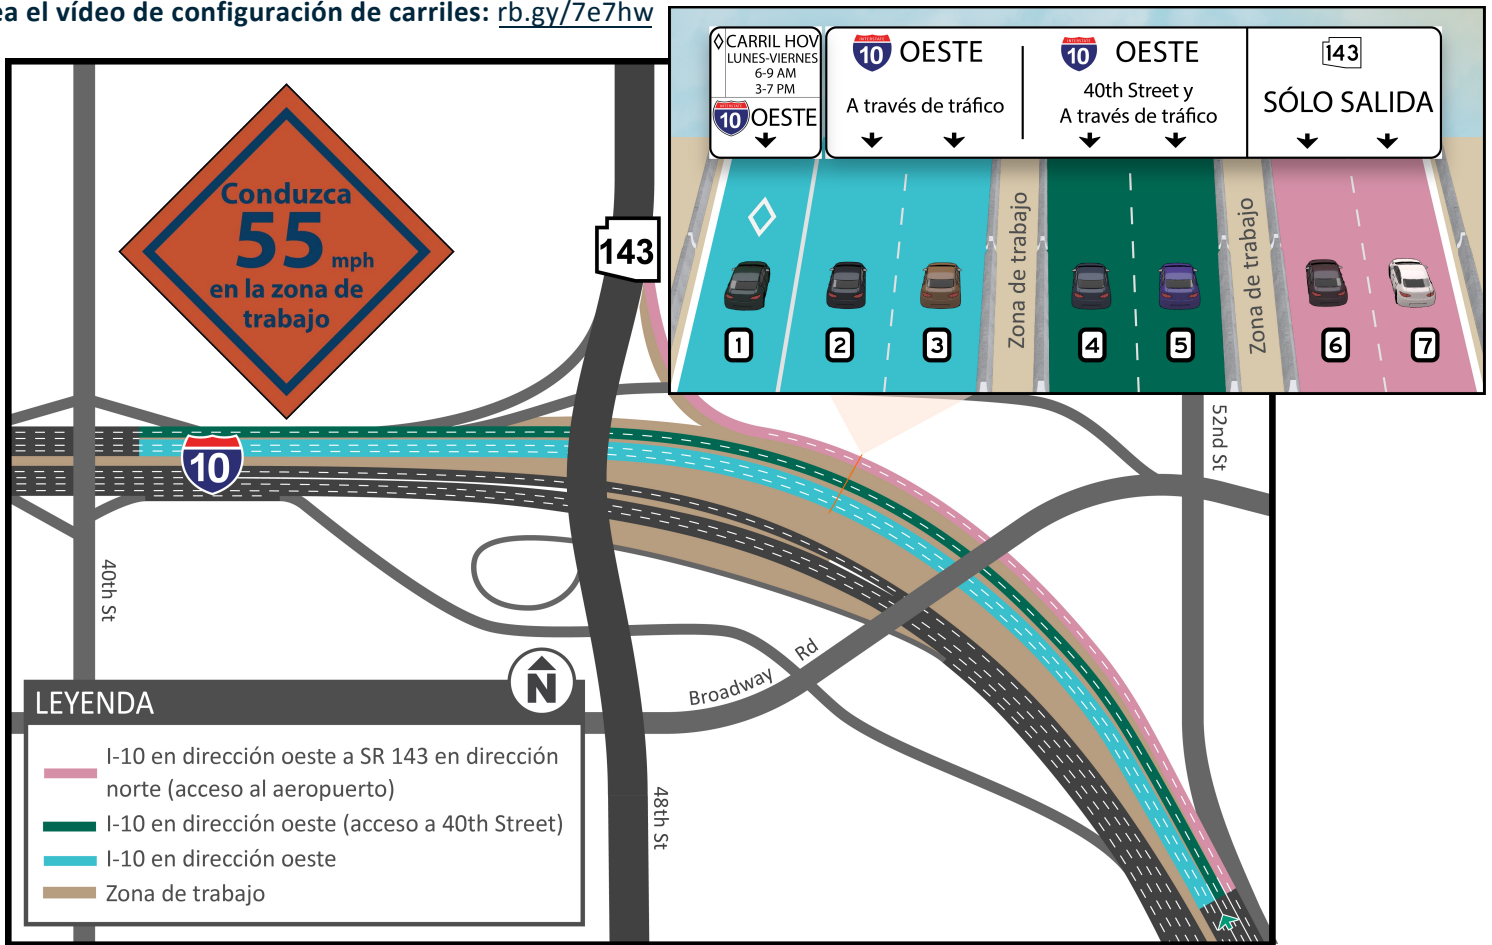 el vídeo de configuración de carriles: rb.gy/7e7hw
CARRIL HOV
LUNES-VIERNES
6-9 AM
3-7 PM
INTERSTATE
10 OESTE
INTERSTATE
10 OESTE
A través de tráfico
INTERSTATE
10 OESTE
40th Street y
A través de tráfico
143
SÓLO SALIDA
Zona de trabajo
Zona de trabajo
1
2
3
4
5
6
7
Conduzca
55 mph
en la zona de
trabajo
143
10
52nd St
40th St
Broadway Rd
48th St
N
LEYENDA
I-10 en dirección oeste a SR 143 en dirección
norte (acceso al aeropuerto)
I-10 en dirección oeste (acceso a 40th Street)
I-10 en dirección oeste
Zona de trabajo